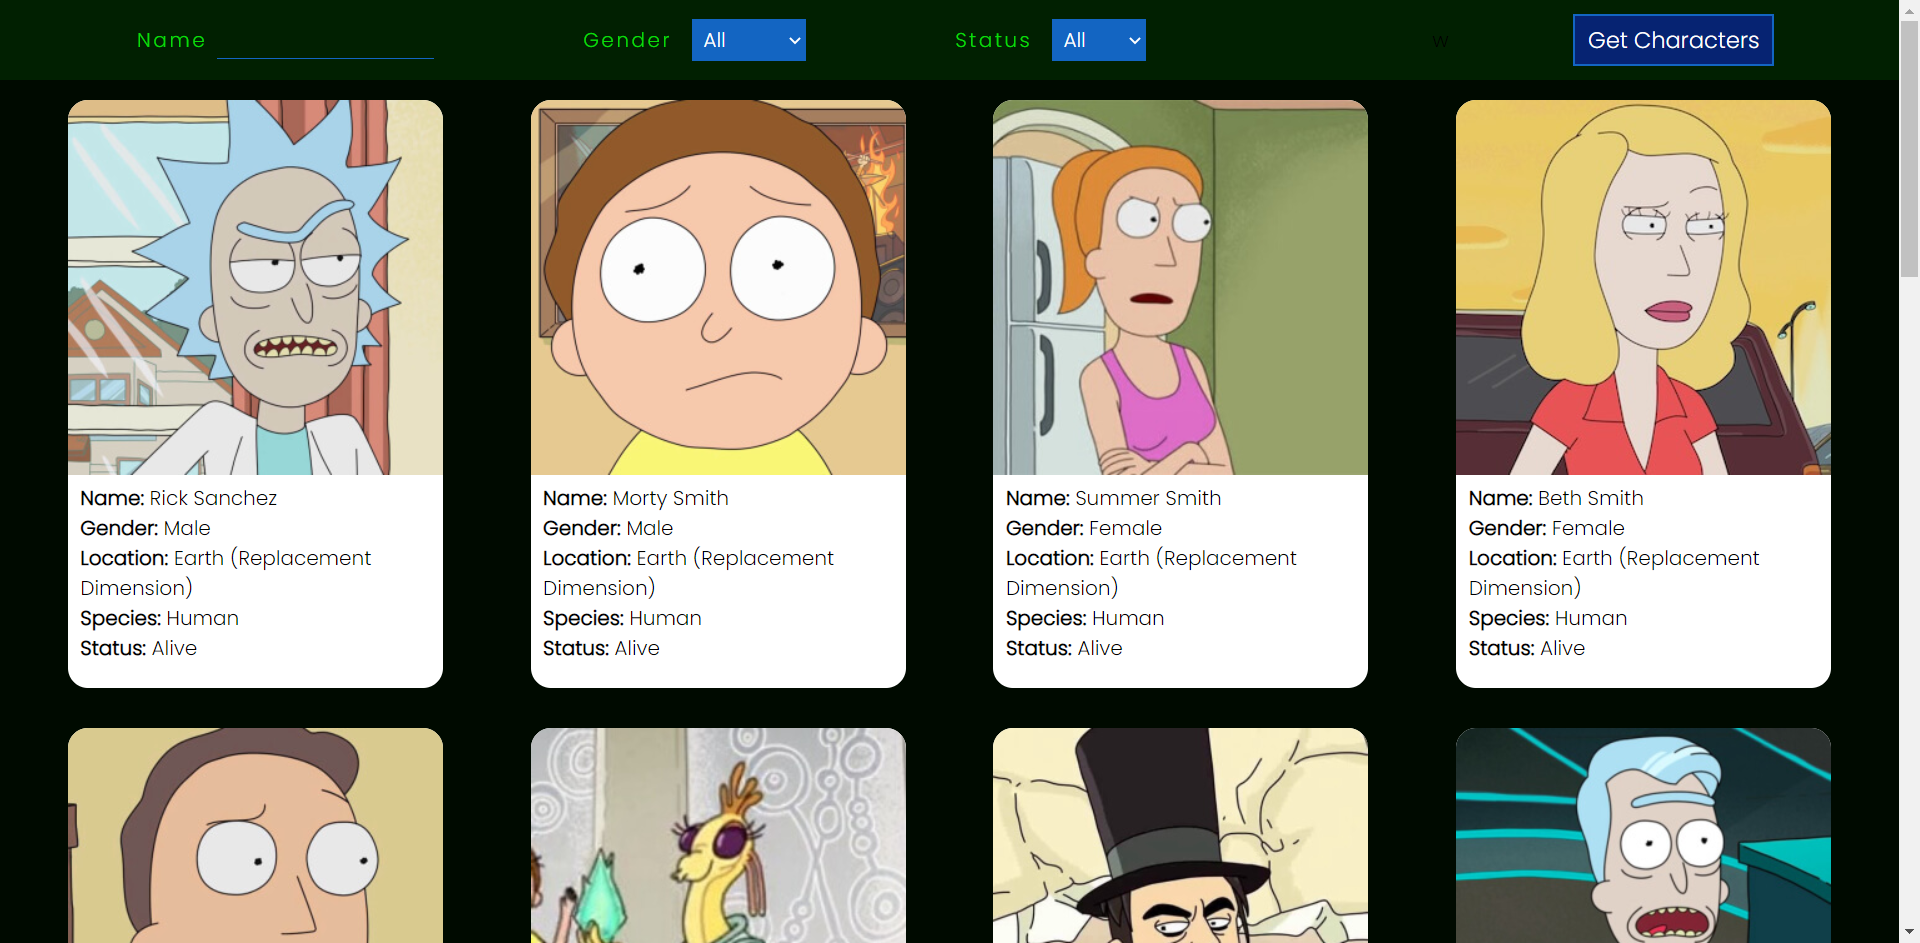 Name Gender All Status All w Get Characters
Name: Rick Sanchez
Gender: Male
Location: Earth (Replacement
Dimension)
Species: Human
Status: Alive
Name: Morty Smith
Gender: Male
Location: Earth (Replacement
Dimension)
Species: Human
Status: Alive
Name: Summer Smith
Gender: Female
Location: Earth (Replacement
Dimension)
Species: Human
Status: Alive
Name: Beth Smith
Gender: Female
Location: Earth (Replacement
Dimension)
Species: Human
Status: Alive